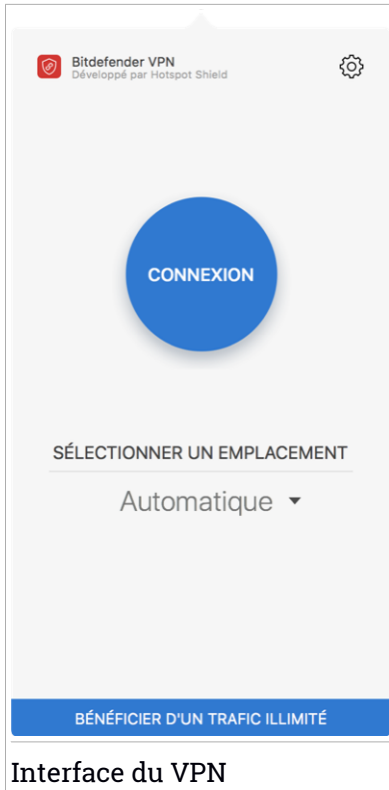 Bitdefender VPN
Développé par Hotspot Shield
CONNEXION
SÉLECTIONNER UN EMPLACEMENT
Automatique
BÉNÉFICIER D'UN TRAFIC ILLIMITÉ
Interface du VPN